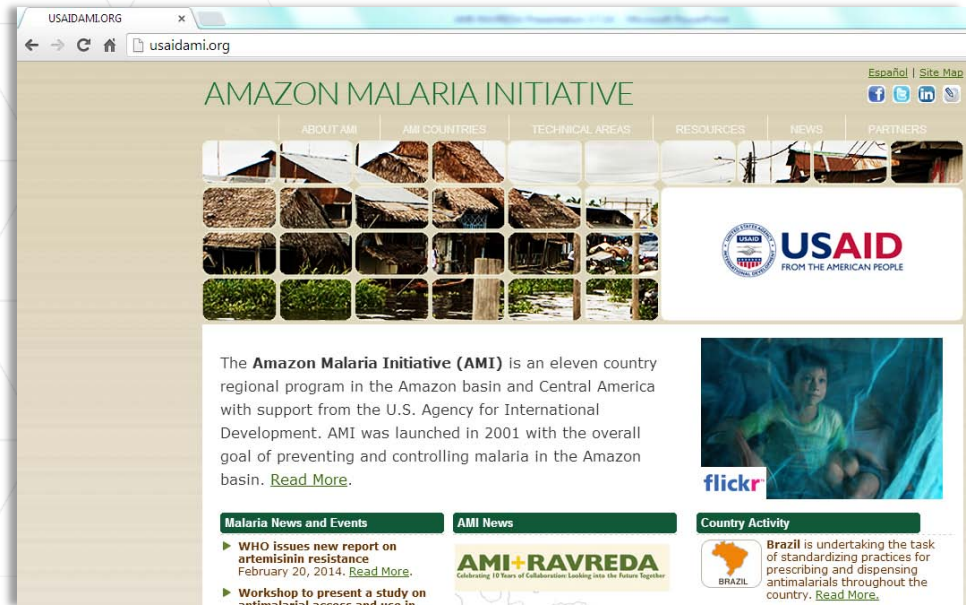 USAIDAMI.ORG
usaidami.org
Español | Site Map
AMAZON MALARIA INITIATIVE
ABOUT AMI AMI COUNTRIES TECHNICAL AREAS RESOURCES NEWS PARTNERS
USAID
USAID
FROM THE AMERICAN PEOPLE
The Amazon Malaria Initiative (AMI) is an eleven country
regional program in the Amazon basin and Central America
with support from the U.S. Agency for International
Development. AMI was launched in 2001 with the overall
goal of preventing and controlling malaria in the Amazon
basin. Read More.
flickr
Malaria News and Events
WHO issues new report on
artemisinin resistance
February 20, 2014. Read More.
Workshop to present a study on
antimalarial access and use in
AMI News
AMI+RAVREDA
Celebrating 10 Years of Collaboration: Looking into the Future Together
Country Activity
BRAZIL
Brazil is undertaking the task
of standardizing practices for
prescribing and dispensing
antimalarials throughout the
country. Read More.